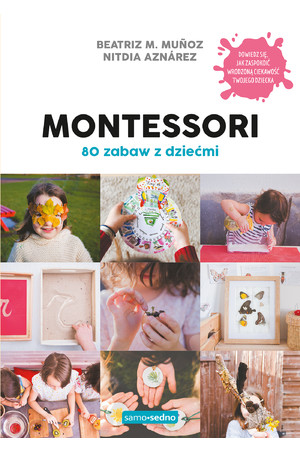 BEATRIZ M. MUÑOZ
NITDIA AZNÁREZ
DOWIEDZ SIĘ,
JAK ZASPOKOIĆ
WRODZONĄ CIEKAWOŚĆ
TWOJEGO DZIECKA
MONTESSORI
80 zabaw z dziećmi
samo•sedno